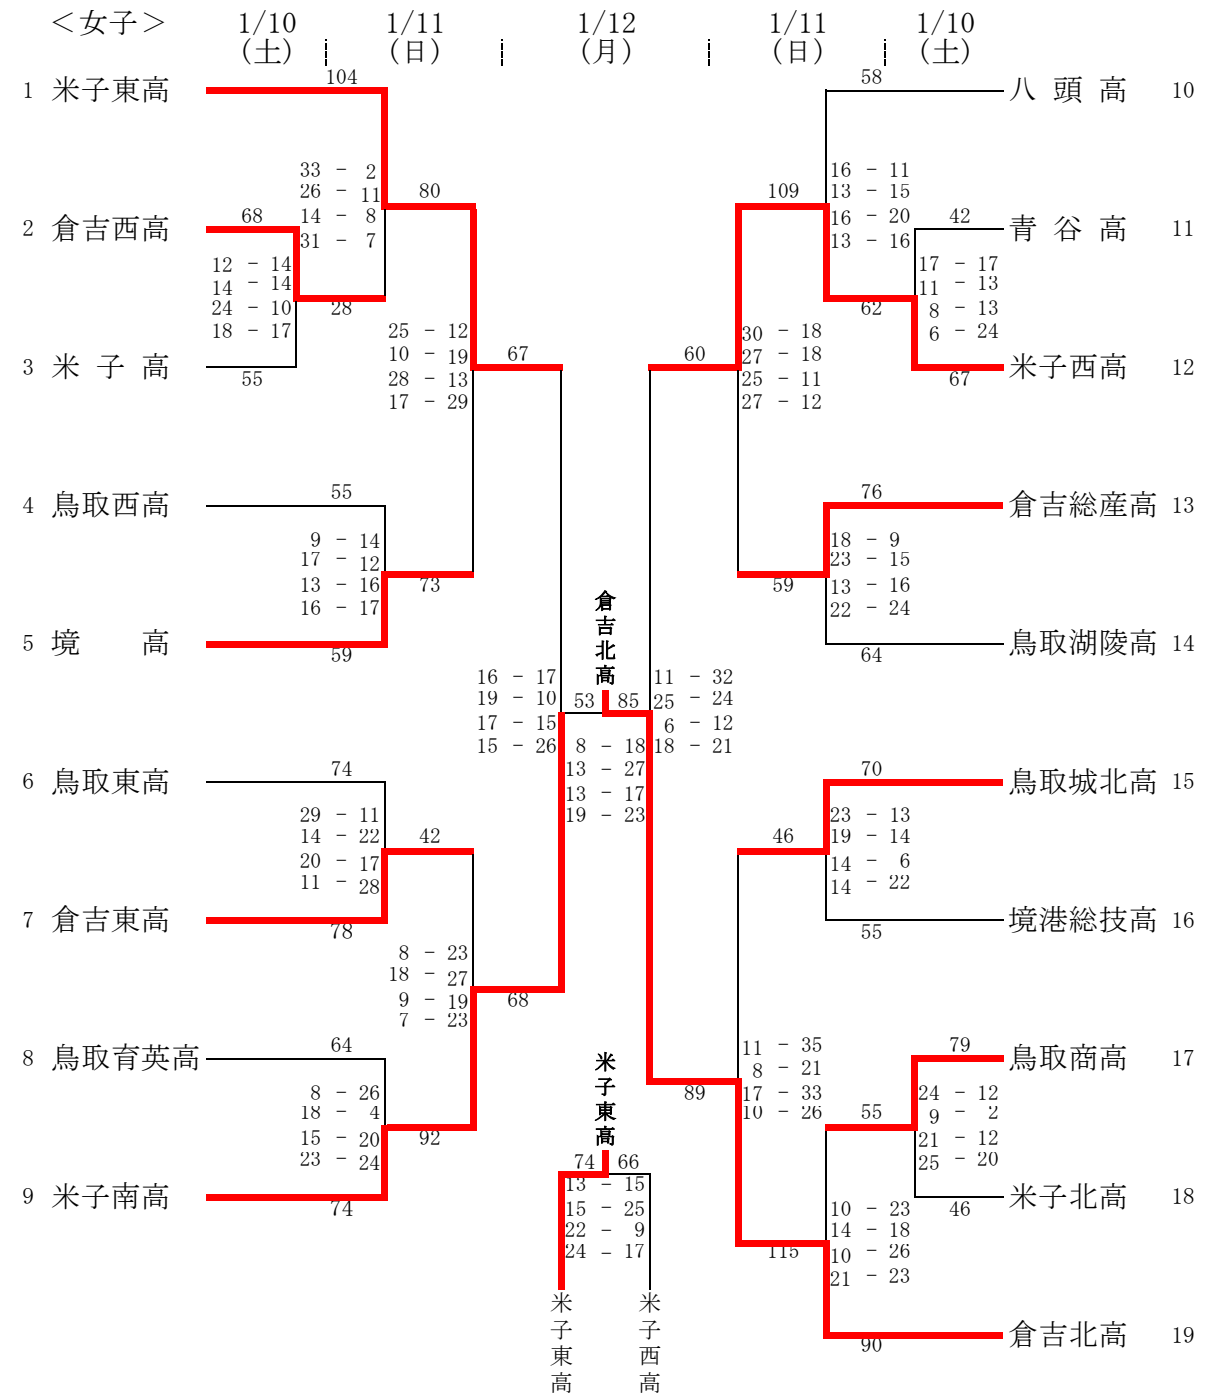 ＜女子＞
1/10
(土)
1/11
(日)
1/12
(月)
1/11
(日)
1/10
(土)
1 米子東高
104
33 - 2
26 - 11
14 - 8
31 - 7
80
2 倉吉西高
68
12 - 14
14 - 14
24 - 10
18 - 17
28
3 米子高
55
25 - 12
10 - 19
28 - 13
17 - 29
67
4 鳥取西高
55
9 - 14
17 - 12
13 - 16
16 - 17
73
5 境高
59
16 - 17
19 - 10
17 - 15
15 - 26
6 鳥取東高
74
29 - 11
14 - 22
20 - 17
11 - 28
42
7 倉吉東高
78
8 - 23
18 - 27
9 - 19
7 - 23
68
8 鳥取育英高
64
8 - 26
18 - 4
15 - 20
23 - 24
92
9 米子南高
74
倉吉北高
53 85
8 - 18
13 - 27
13 - 17
19 - 23
米子東高
74 66
13 - 15
15 - 25
22 - 9
24 - 17
米子東高
米子西高
58
八頭高 10
109
16 - 11
13 - 15
16 - 20
13 - 16
42
青谷高 11
17 - 17
11 - 13
8 - 13
6 - 24
62
60
30 - 18
27 - 18
25 - 11
27 - 12
米子西高 12
67
76
倉吉総産高 13
18 - 9
23 - 15
13 - 16
22 - 24
59
鳥取湖陵高 14
64
11 - 32
25 - 24
6 - 12
18 - 21
70
鳥取城北高 15
46
23 - 13
19 - 14
14 - 6
14 - 22
境港総技高 16
55
89
11 - 35
8 - 21
17 - 33
10 - 26
79
鳥取商高 17
55
24 - 12
9 - 2
21 - 12
25 - 20
米子北高 18
46
10 - 23
14 - 18
10 - 26
21 - 23
115
倉吉北高 19
90